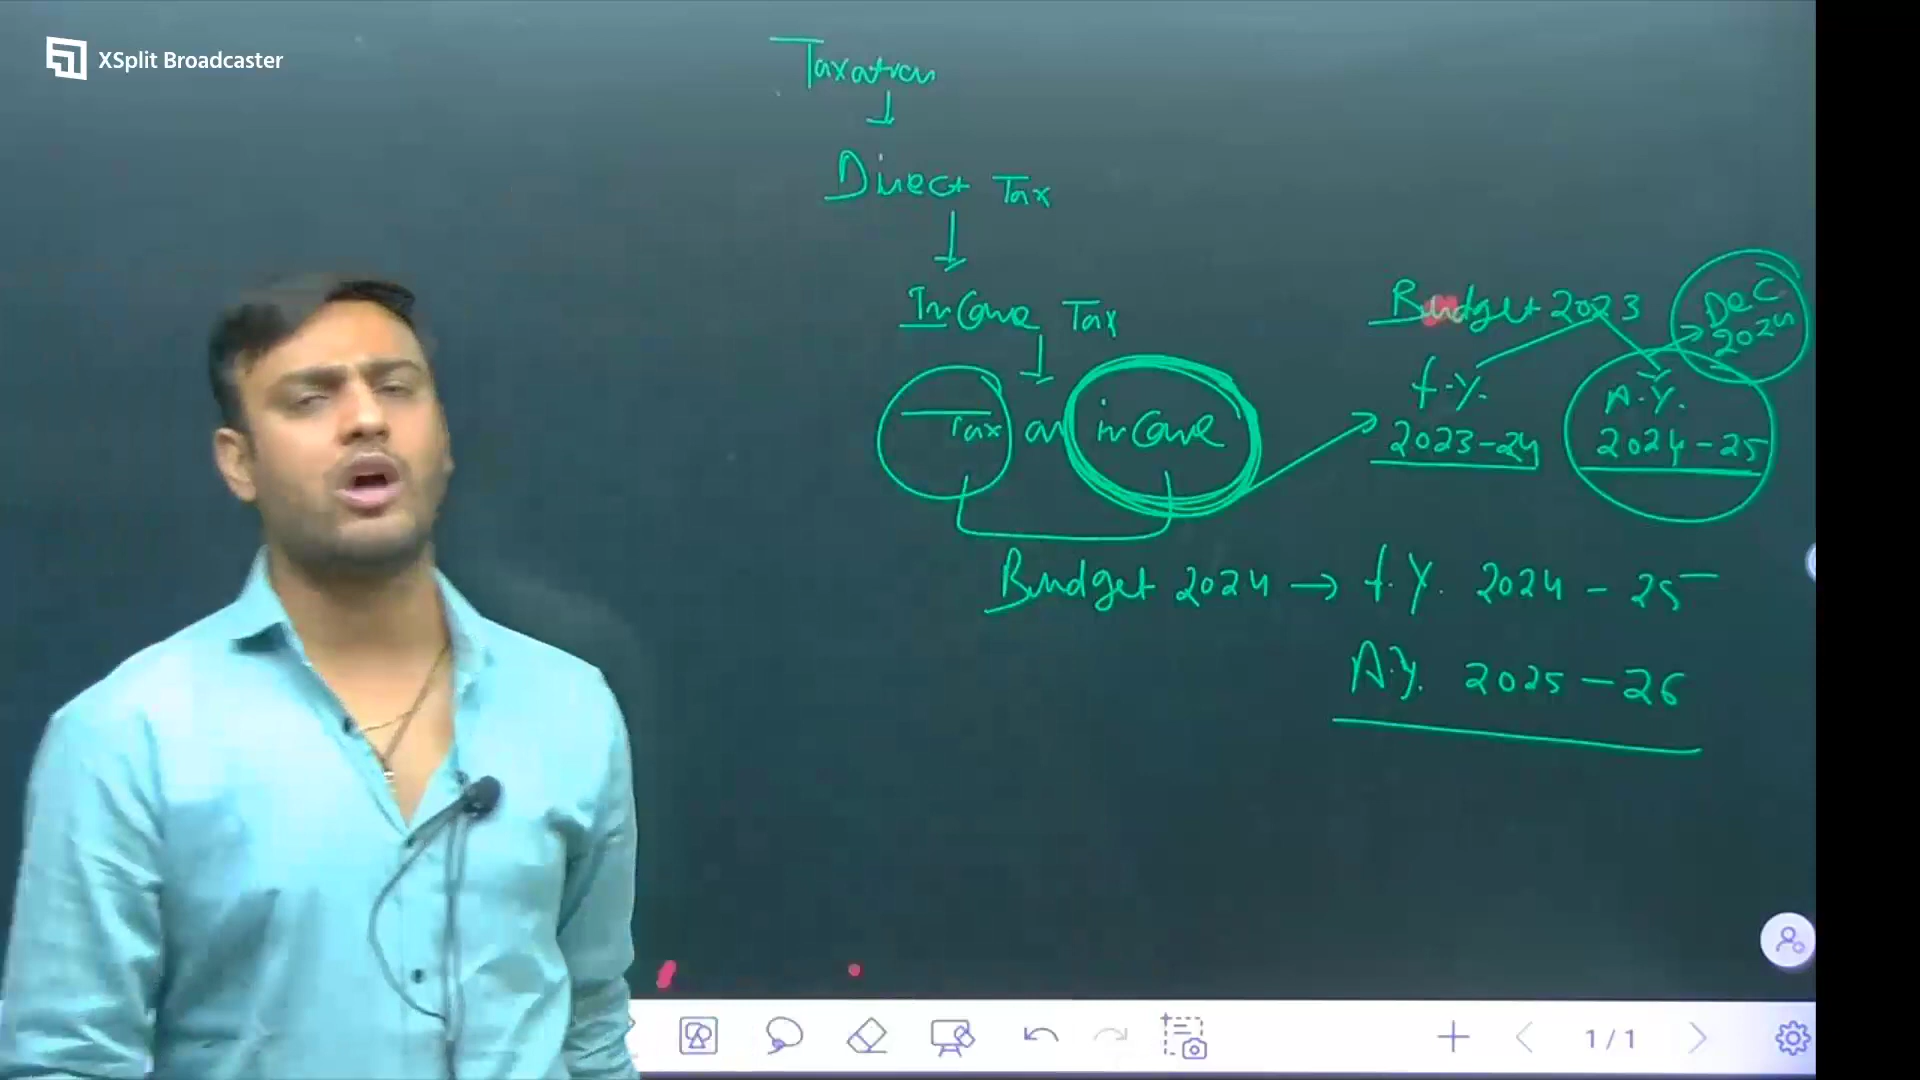 XSplit Broadcaster
Taxation
Direct Tax
Income Tax
Tax on income
Budget 2023
Dec 2024
f.y. 2023-24
A.Y. 2024-25
Budget 2024 → f.y. 2024-25
A.y. 2025-26
1/1